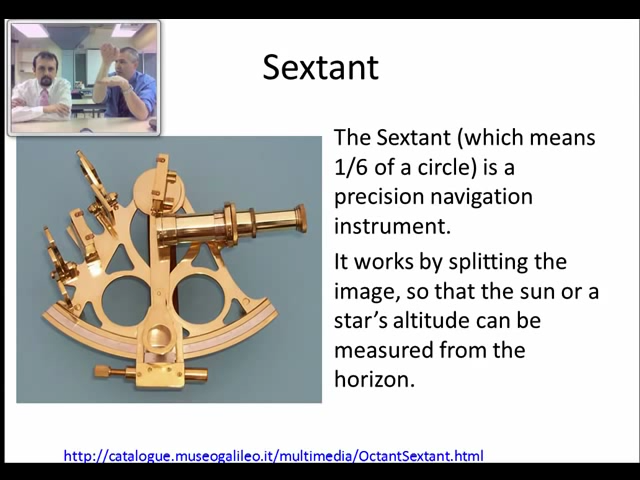 Sextant
The Sextant (which means
1/6 of a circle) is a
precision navigation
instrument.
It works by splitting the
image, so that the sun or a
star's altitude can be
measured from the
horizon.
http://catalogue.museogalileo.it/multimedia/OctantSextant.html